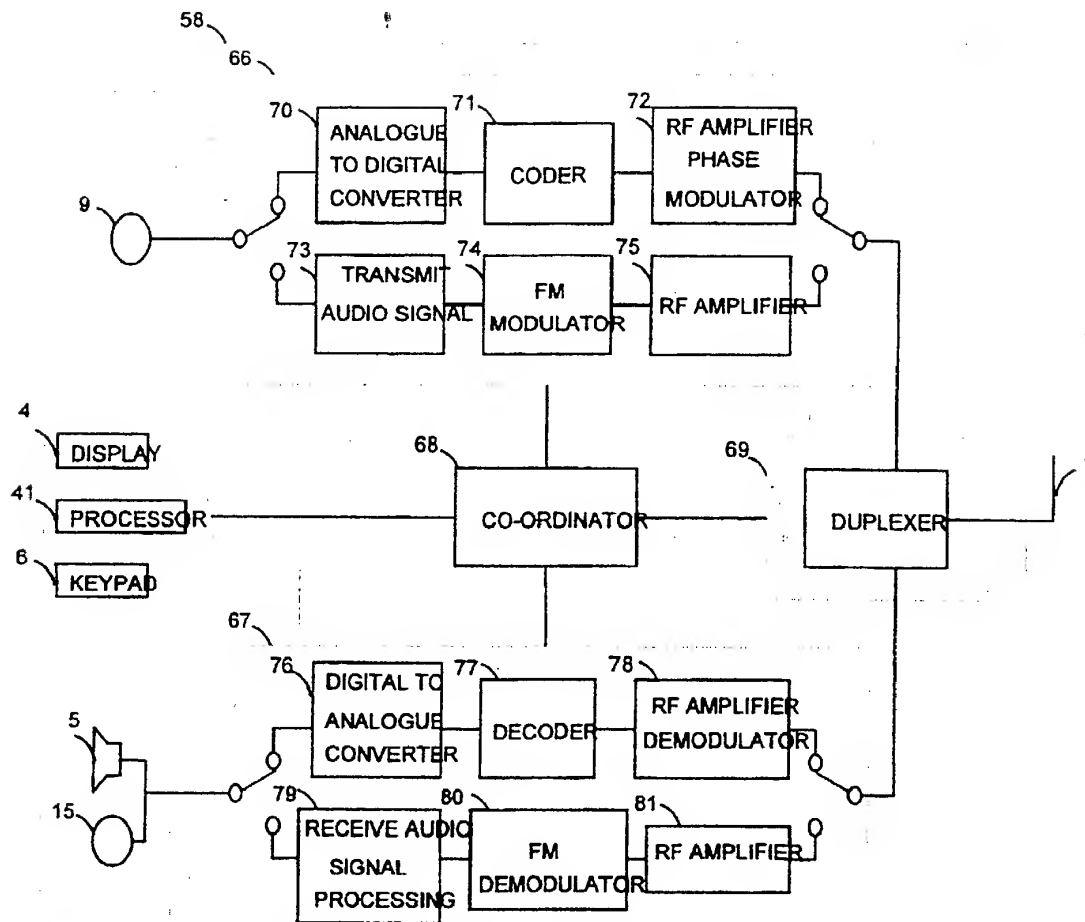 58
66
70
ANALOGUE
TO DIGITAL
CONVERTER
71
CODER
72
RF AMPLIFIER
PHASE
MODULATOR
9
73
TRANSMIT
AUDIO SIGNAL
74
FM
MODULATOR
75
RF AMPLIFIER
4
DISPLAY
41
PROCESSOR
6
KEYPAD
68
CO-ORDINATOR
69
DUPLEXER
67
76
DIGITAL TO
ANALOGUE
CONVERTER
77
DECODER
78
RF AMPLIFIER
DEMODULATOR
5
15
79
RECEIVE AUDIO
SIGNAL
PROCESSING
80
FM
DEMODULATOR
81
RF AMPLIFIER